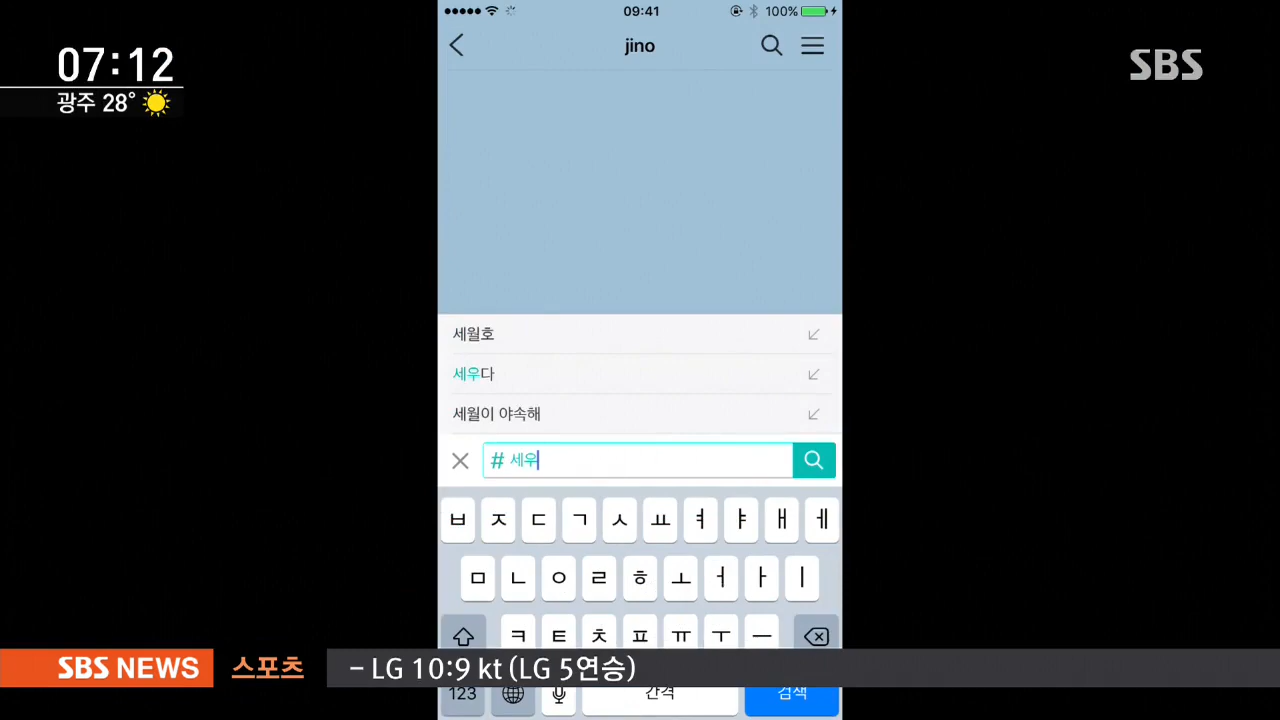 09:41
100%
07:12
jino
SBS
광주 28°
세월호
세우다
세월이 야속해
# 세우
ㅂ ㅈ ㄷ ㄱ ㅅ ㅛ ㅕ ㅑ ㅐ ㅔ
ㅁ ㄴ ㅇ ㄹ ㅎ ㅗ ㅓ ㅏ ㅣ
ㅋ ㅌ ㅊ ㅍ ㅠ ㅜ ㅡ
SBS NEWS 스포츠 - LG 10:9 kt (LG 5연승)
123 간격 검색